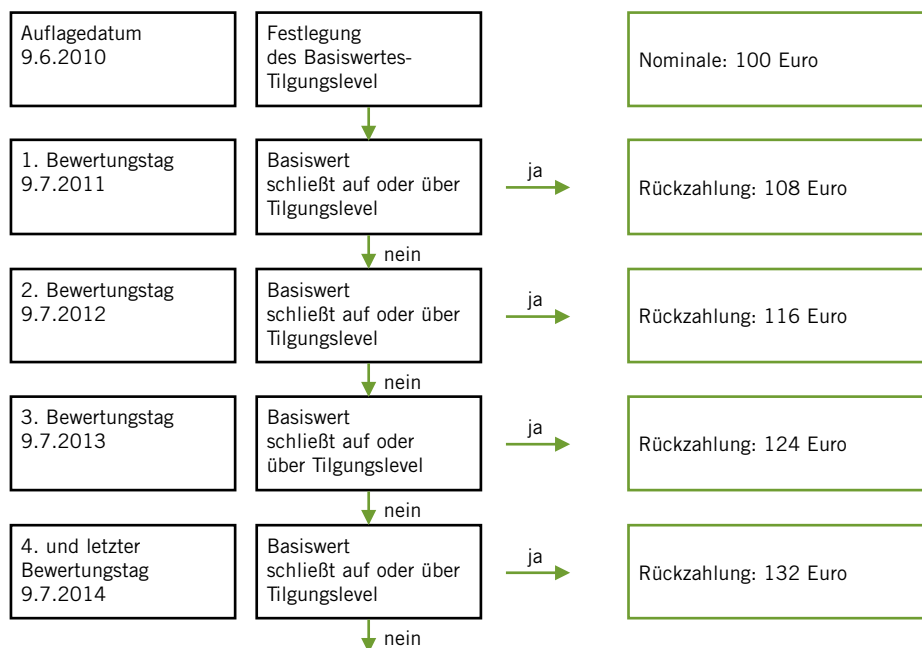 Auflagedatum
9.6.2010
Festlegung
des Basiswertes-
Tilgungslevel
Nominale: 100 Euro
1. Bewertungstag
9.7.2011
Basiswert
schließt auf oder über
Tilgungslevel
ja
Rückzahlung: 108 Euro
nein
2. Bewertungstag
9.7.2012
Basiswert
schließt auf oder über
Tilgungslevel
ja
Rückzahlung: 116 Euro
nein
3. Bewertungstag
9.7.2013
Basiswert
schließt auf oder
über Tilgungslevel
ja
Rückzahlung: 124 Euro
nein
4. und letzter
Bewertungstag
9.7.2014
Basiswert
schließt auf oder über
Tilgungslevel
ja
Rückzahlung: 132 Euro
nein